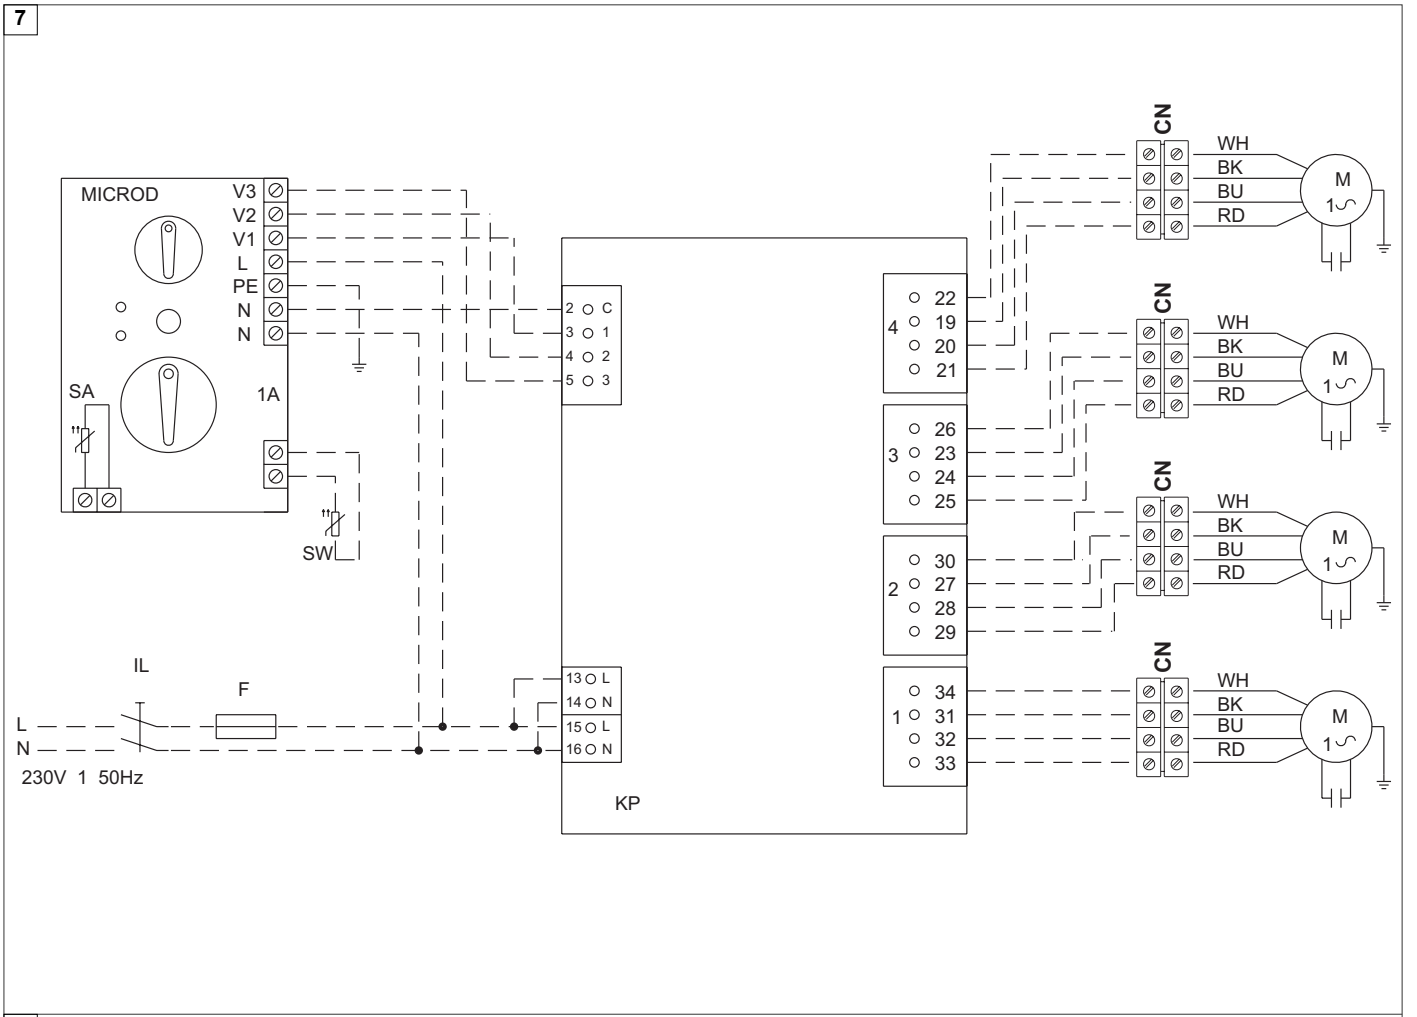 7
MICROD
V3
V2
V1
L
PE
N
N
SA
1A
SW
2 C
3 1
4 2
5 3
IL
F
L
N
230V 1 50Hz
13 L
14 N
15 L
16 N
KP
4
22
19
20
21
3
26
23
24
25
2
30
27
28
29
1
34
31
32
33
CN
WH
BK
BU
RD
M
1
CN
WH
BK
BU
RD
M
1
CN
WH
BK
BU
RD
M
1
CN
WH
BK
BU
RD
M
1